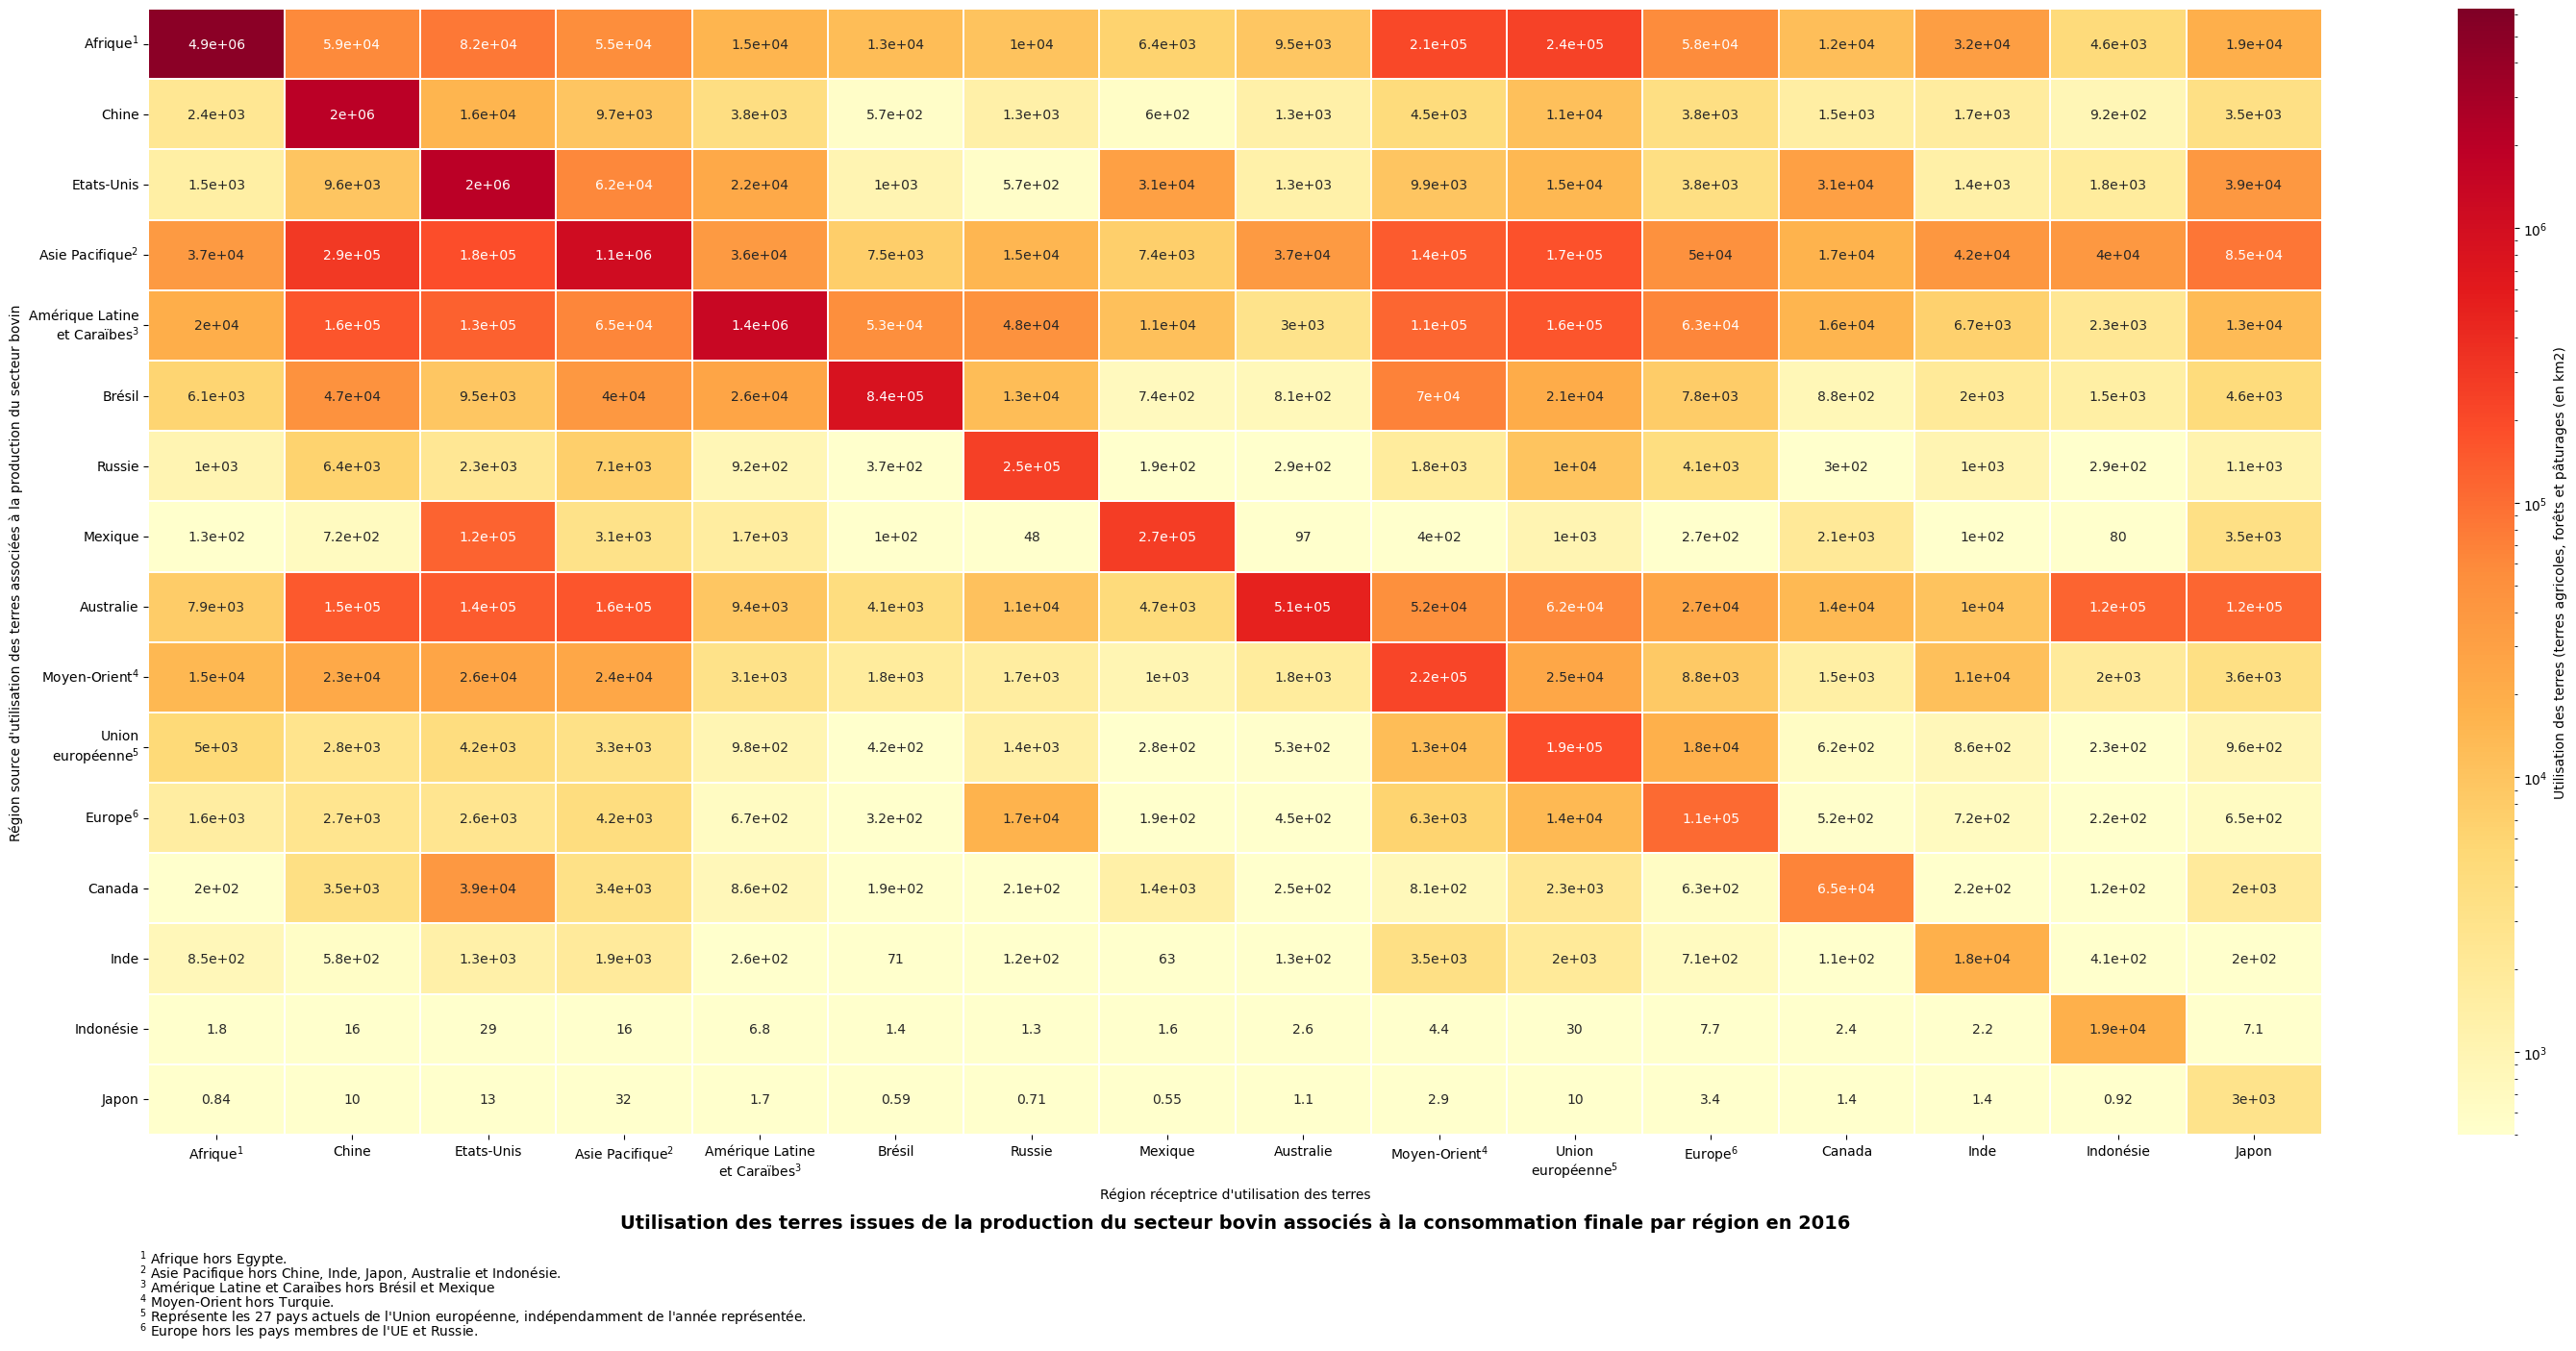 Afrique¹ 4.9e+06 5.9e+04 8.2e+04 5.5e+04 1.5e+04 1.3e+04 1e+04 6.4e+03 9.5e+03 2.1e+05 2.4e+05 5.8e+04 1.2e+04 3.2e+04 4.6e+03 1.9e+04
Chine 2.4e+03 2e+06 1.6e+04 9.7e+03 3.8e+03 5.7e+02 1.3e+03 6e+02 1.3e+03 4.5e+03 1.1e+04 3.8e+03 1.5e+03 1.7e+03 9.2e+02 3.5e+03
Etats-Unis 1.5e+03 9.6e+03 2e+06 6.2e+04 2.2e+04 1e+03 5.7e+02 3.1e+04 1.3e+03 9.9e+03 1.5e+04 3.8e+03 3.1e+04 1.4e+03 1.8e+03 3.9e+04
Asie Pacifique² 3.7e+04 2.9e+05 1.8e+05 1.1e+06 3.6e+04 7.5e+03 1.5e+04 7.4e+03 3.7e+04 1.4e+05 1.7e+05 5e+04 1.7e+04 4.2e+04 4e+04 8.5e+04
Amérique Latine
et Caraïbes³ 2e+04 1.6e+05 1.3e+05 6.5e+04 1.4e+06 5.3e+04 4.8e+04 1.1e+04 3e+03 1.1e+05 1.6e+05 6.3e+04 1.6e+04 6.7e+03 2.3e+03 1.3e+04
Brésil 6.1e+03 4.7e+04 9.5e+03 4e+04 2.6e+04 8.4e+05 1.3e+04 7.4e+02 8.1e+02 7e+04 2.1e+04 7.8e+03 8.8e+02 2e+03 1.5e+03 4.6e+03
Russie 1e+03 6.4e+03 2.3e+03 7.1e+03 9.2e+02 3.7e+02 2.5e+05 1.9e+02 2.9e+02 1.8e+03 1e+04 4.1e+03 3e+02 1e+03 2.9e+02 1.1e+03
Mexique 1.3e+02 7.2e+02 1.2e+05 3.1e+03 1.7e+03 1e+02 48 2.7e+05 97 4e+02 1e+03 2.7e+02 2.1e+03 1e+02 80 3.5e+03
Australie 7.9e+03 1.5e+05 1.4e+05 1.6e+05 9.4e+03 4.1e+03 1.1e+04 4.7e+03 5.1e+05 5.2e+04 6.2e+04 2.7e+04 1.4e+04 1e+04 1.2e+05 1.2e+05
Moyen-Orient⁴ 1.5e+04 2.3e+04 2.6e+04 2.4e+04 3.1e+03 1.8e+03 1.7e+03 1e+03 1.8e+03 2.2e+05 2.5e+04 8.8e+03 1.5e+03 1.1e+04 2e+03 3.6e+03
Union
européenne⁵ 5e+03 2.8e+03 4.2e+03 3.3e+03 9.8e+02 4.2e+02 1.4e+03 2.8e+02 5.3e+02 1.3e+04 1.9e+05 1.8e+04 6.2e+02 8.6e+02 2.3e+02 9.6e+02
Europe⁶ 1.6e+03 2.7e+03 2.6e+03 4.2e+03 6.7e+02 3.2e+02 1.7e+04 1.9e+02 4.5e+02 6.3e+03 1.4e+04 1.1e+05 5.2e+02 7.2e+02 2.2e+02 6.5e+02
Canada 2e+02 3.5e+03 3.9e+04 3.4e+03 8.6e+02 1.9e+02 2.1e+02 1.4e+03 2.5e+02 8.1e+02 2.3e+03 6.3e+02 6.5e+04 2.2e+02 1.2e+02 2e+03
Inde 8.5e+02 5.8e+02 1.3e+03 1.9e+03 2.6e+02 71 1.2e+02 63 1.3e+02 3.5e+03 2e+03 7.1e+02 1.1e+02 1.8e+04 4.1e+02 2e+02
Indonésie 1.8 16 29 16 6.8 1.4 1.3 1.6 2.6 4.4 30 7.7 2.4 2.2 1.9e+04 7.1
Japon 0.84 10 13 32 1.7 0.59 0.71 0.55 1.1 2.9 10 3.4 1.4 1.4 0.92 3e+03
Afrique¹ Chine Etats-Unis Asie Pacifique² Amérique Latine et Caraïbes³ Brésil Russie Mexique Australie Moyen-Orient⁴ Union européenne⁵ Europe⁶ Canada Inde Indonésie Japon
Région source d'utilisation des terres associées à la production du secteur bovin
Région réceptrice d'utilisation des terres
10⁶
10⁵
10⁴
10³
Utilisation des terres (terres agricoles, forêts et pâturages (en km2)
Utilisation des terres issues de la production du secteur bovin associés à la consommation finale par région en 2016
¹ Afrique hors Egypte.
² Asie Pacifique hors Chine, Inde, Japon, Australie et Indonésie.
³ Amérique Latine et Caraïbes hors Brésil et Mexique
⁴ Moyen-Orient hors Turquie.
⁵ Représente les 27 pays actuels de l'Union européenne, indépendamment de l'année représentée.
⁶ Europe hors les pays membres de l'UE et Russie.